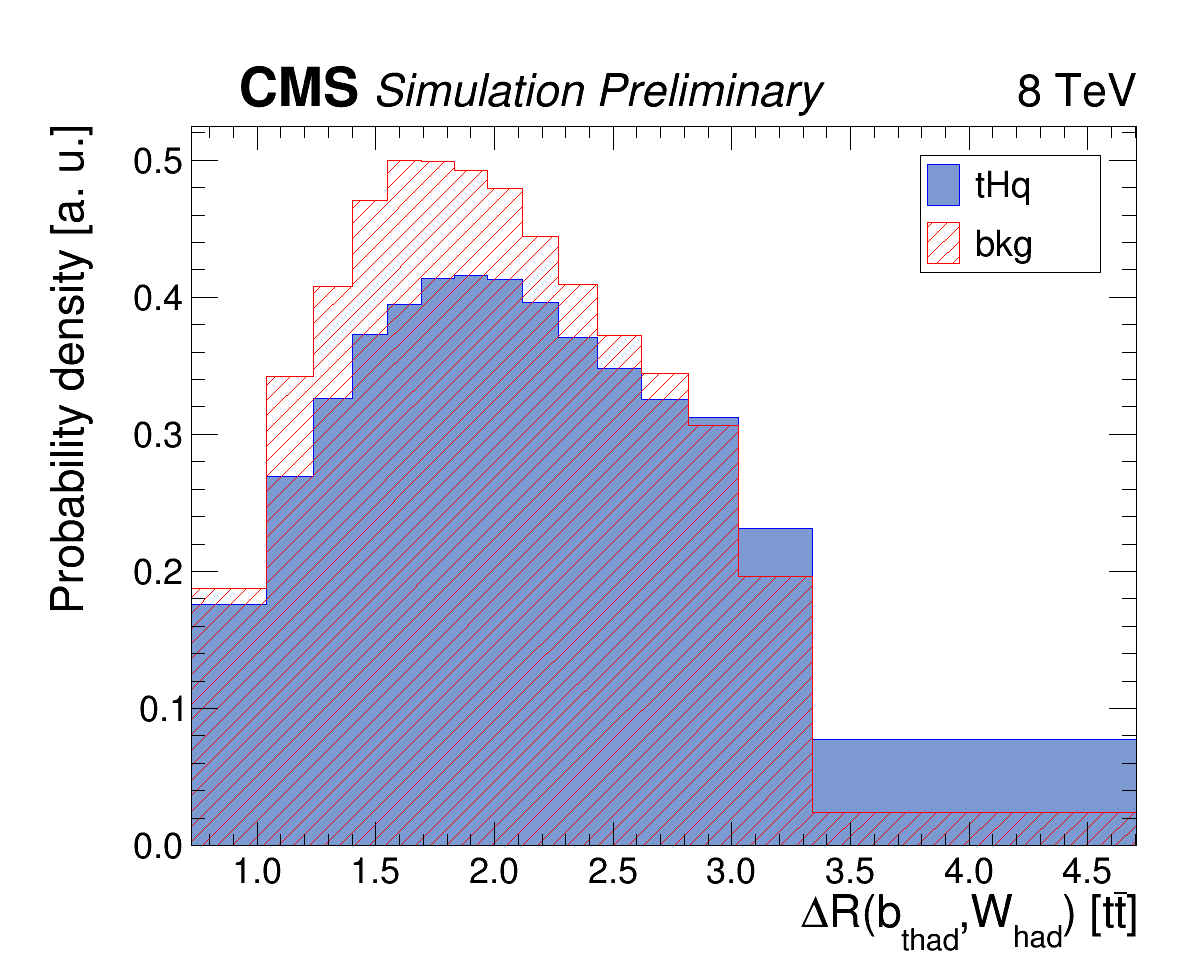 CMS Simulation Preliminary 8 TeV
Probability density [a. u.]
0.5
0.4
0.3
0.2
0.1
0.0
tHq
bkg
1.0 1.5 2.0 2.5 3.0 3.5 4.0 4.5
ΔR(b_thad,W_had) [tt̄]